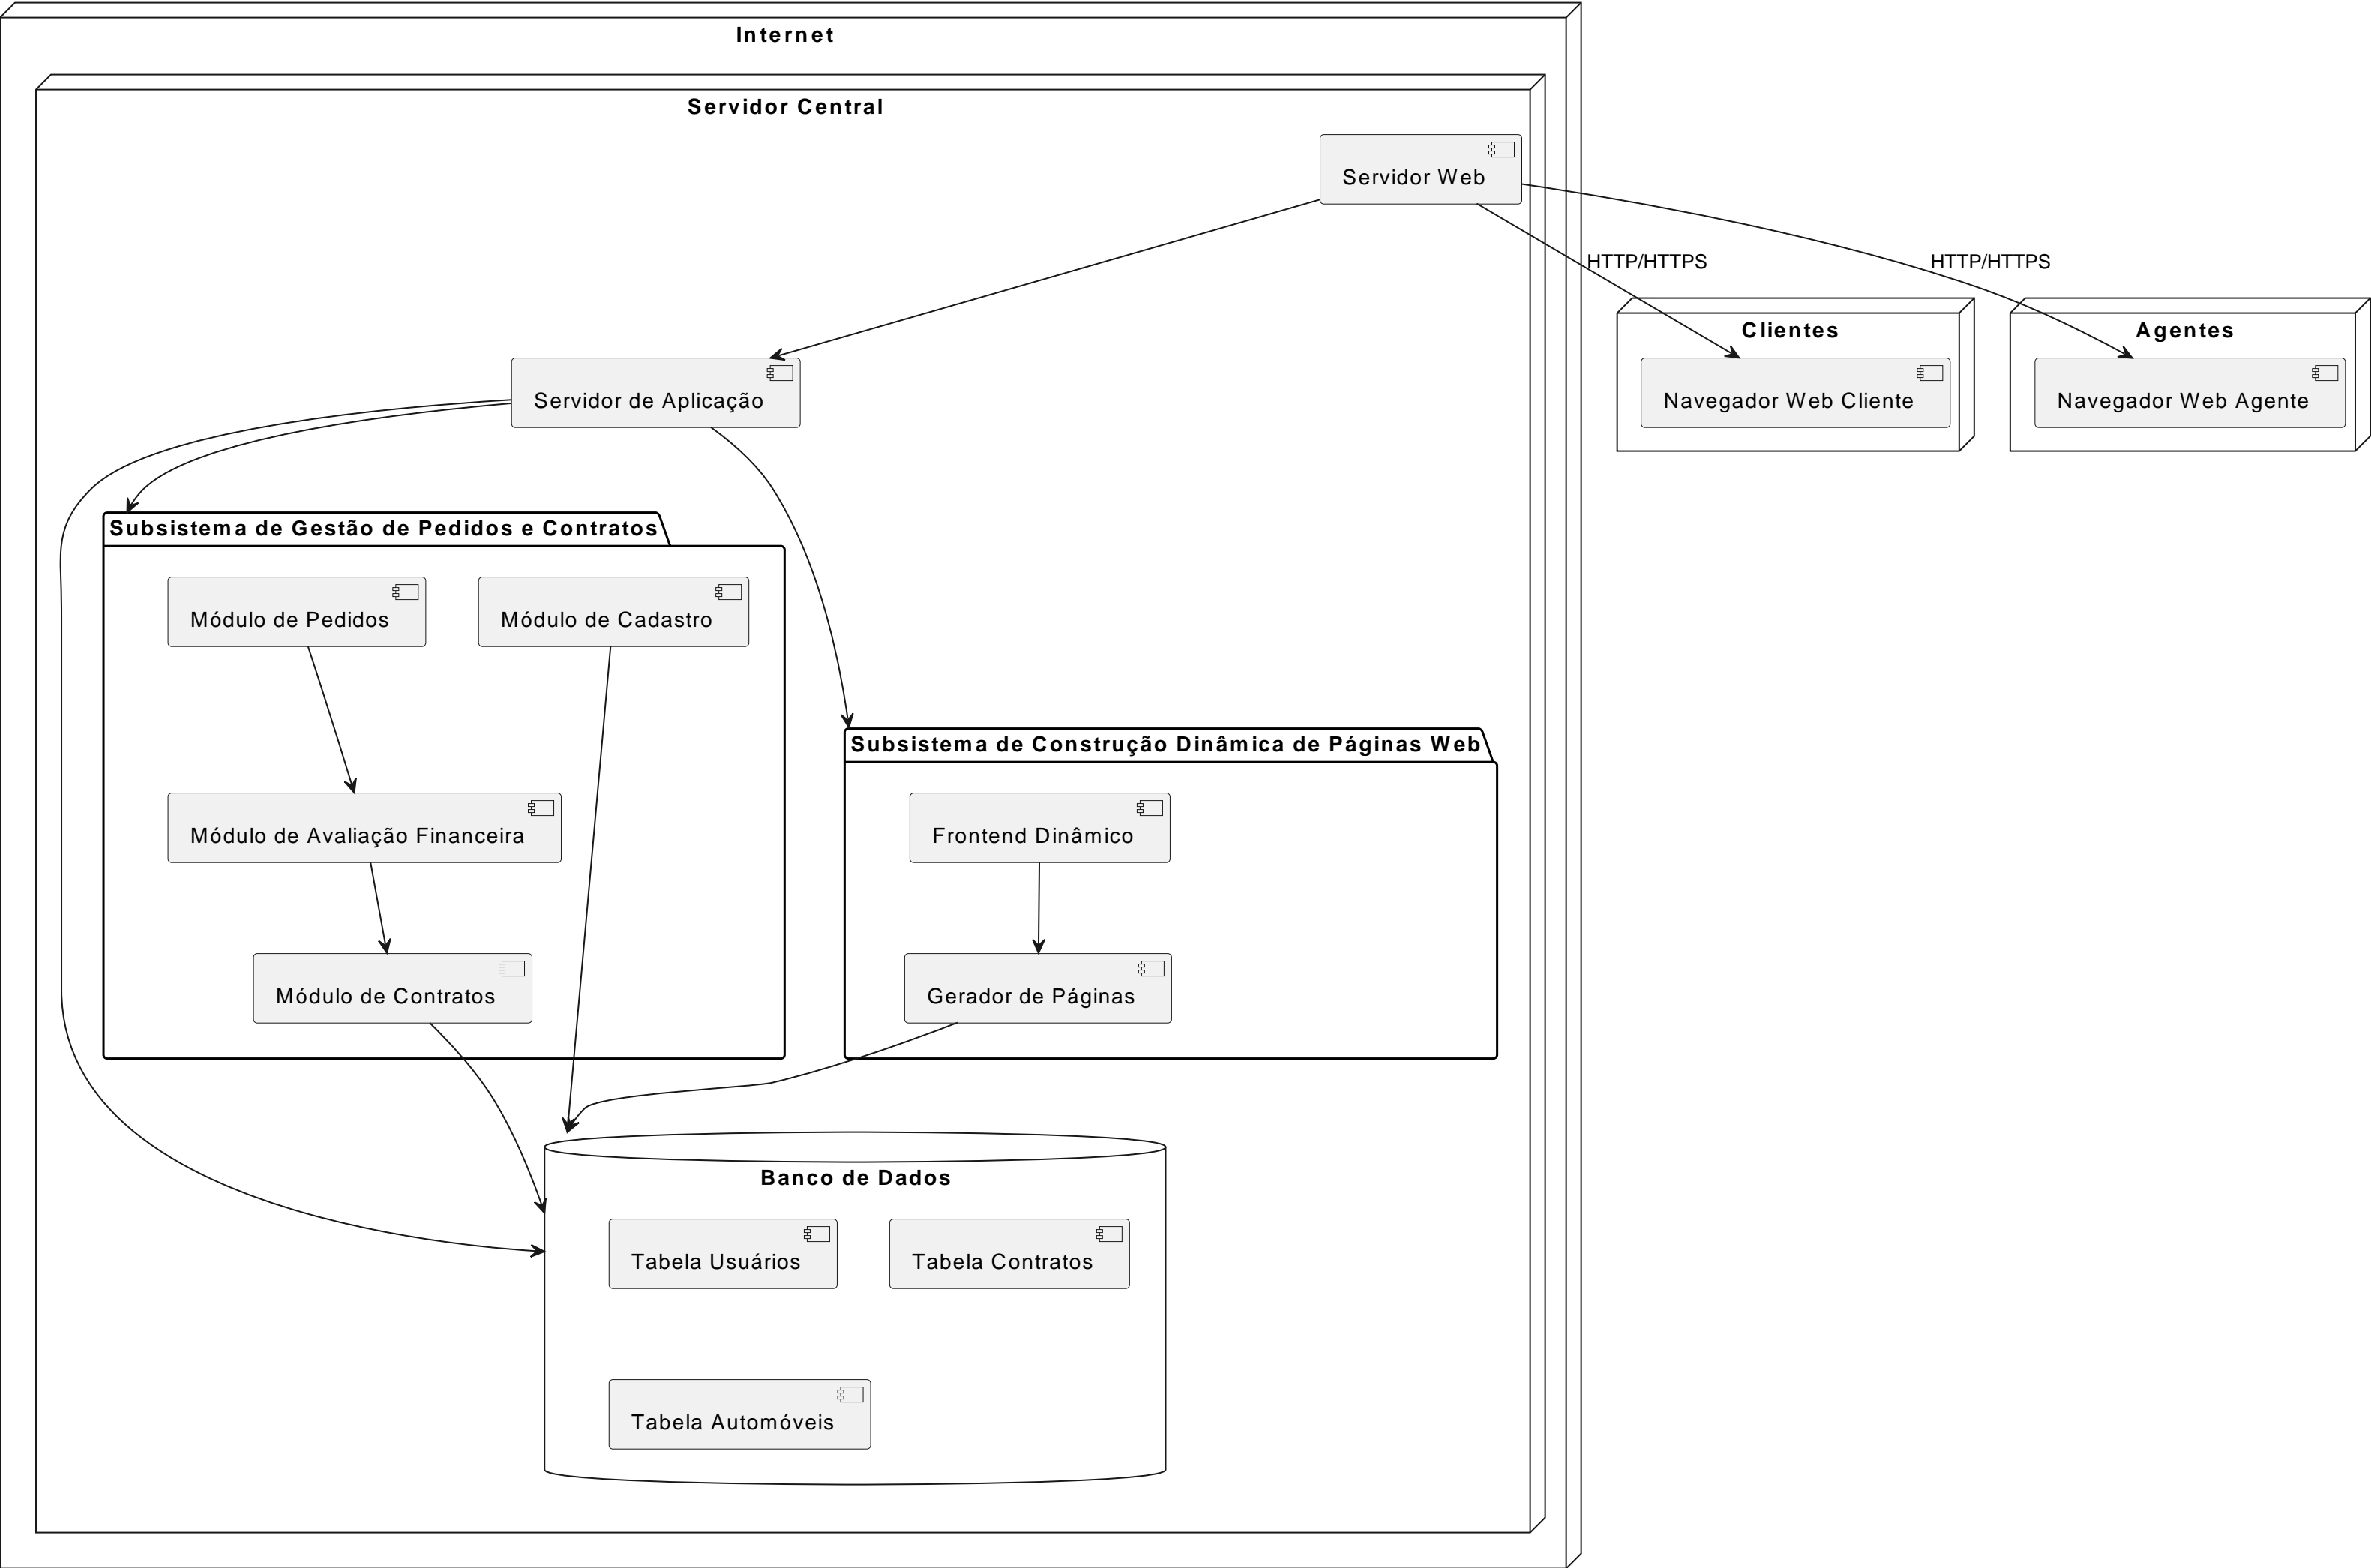 Internet
Servidor Central
Servidor Web
HTTP/HTTPS
HTTP/HTTPS
Clientes
Agentes
Servidor de Aplicação
Navegador Web Cliente
Navegador Web Agente
Subsistema de Gestão de Pedidos e Contratos
Módulo de Pedidos
Módulo de Cadastro
Subsistema de Construção Dinâmica de Páginas Web
Módulo de Avaliação Financeira
Frontend Dinâmico
Módulo de Contratos
Gerador de Páginas
Banco de Dados
Tabela Usuários
Tabela Contratos
Tabela Automóveis